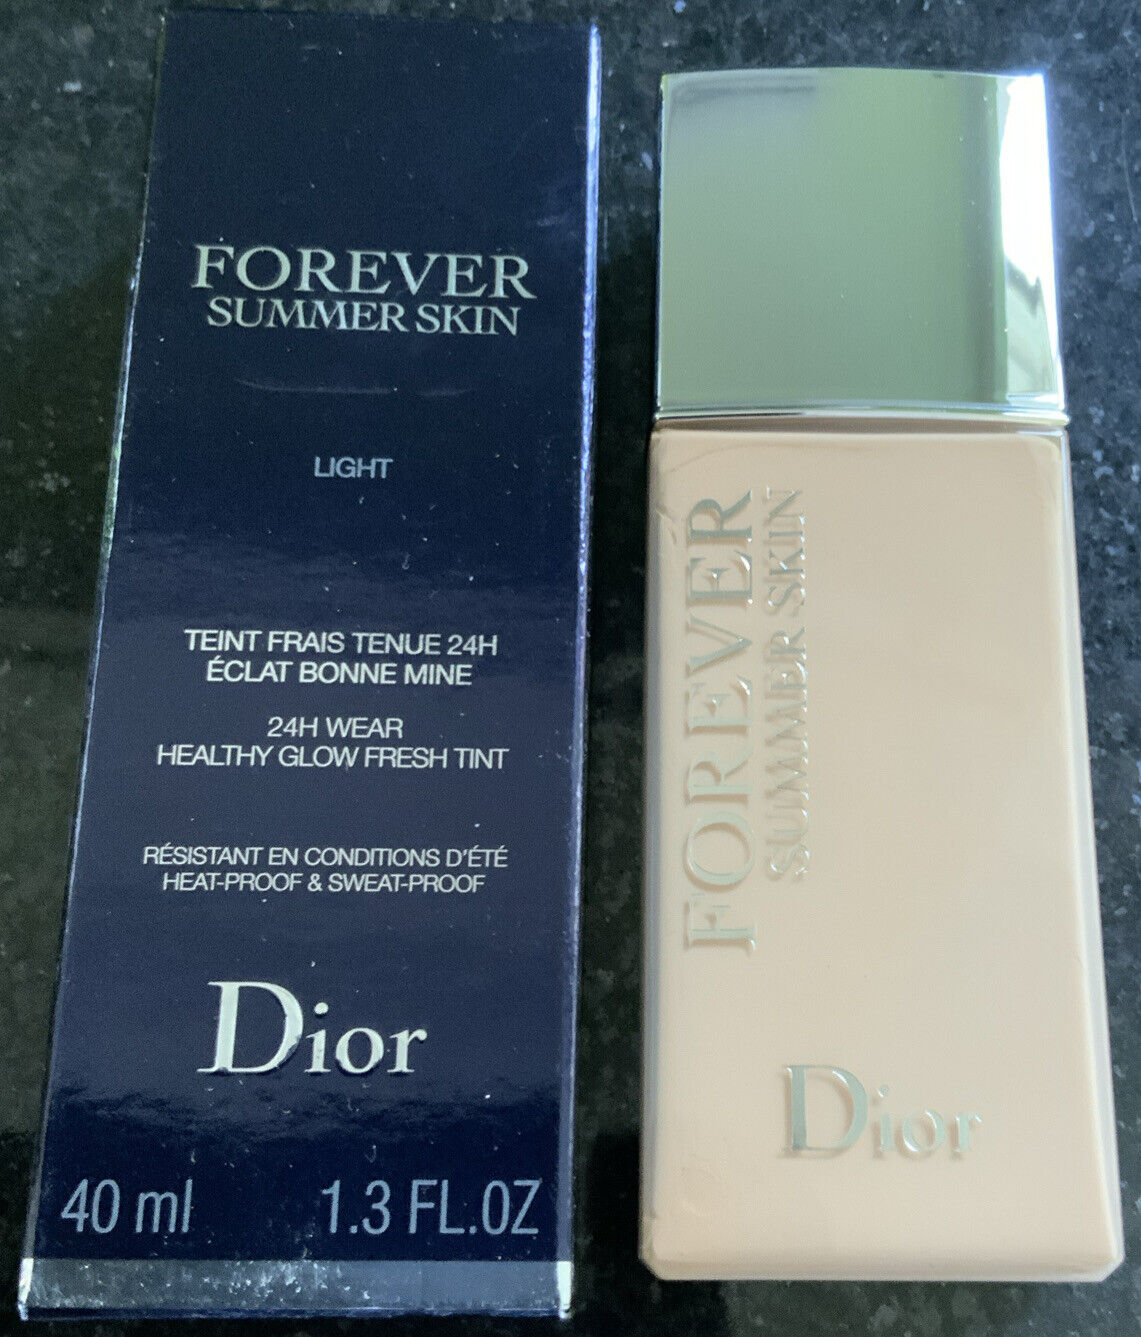 FOREVER
SUMMER SKIN
LIGHT
TEINT FRAIS TENUE 24H
ÉCLAT BONNE MINE
24H WEAR
HEALTHY GLOW FRESH TINT
RÉSISTANT EN CONDITIONS D'ÉTÉ
HEAT-PROOF & SWEAT-PROOF
Dior
40 ml 1.3 FL.OZ
FOREVER
SUMMER SKIN
Dior